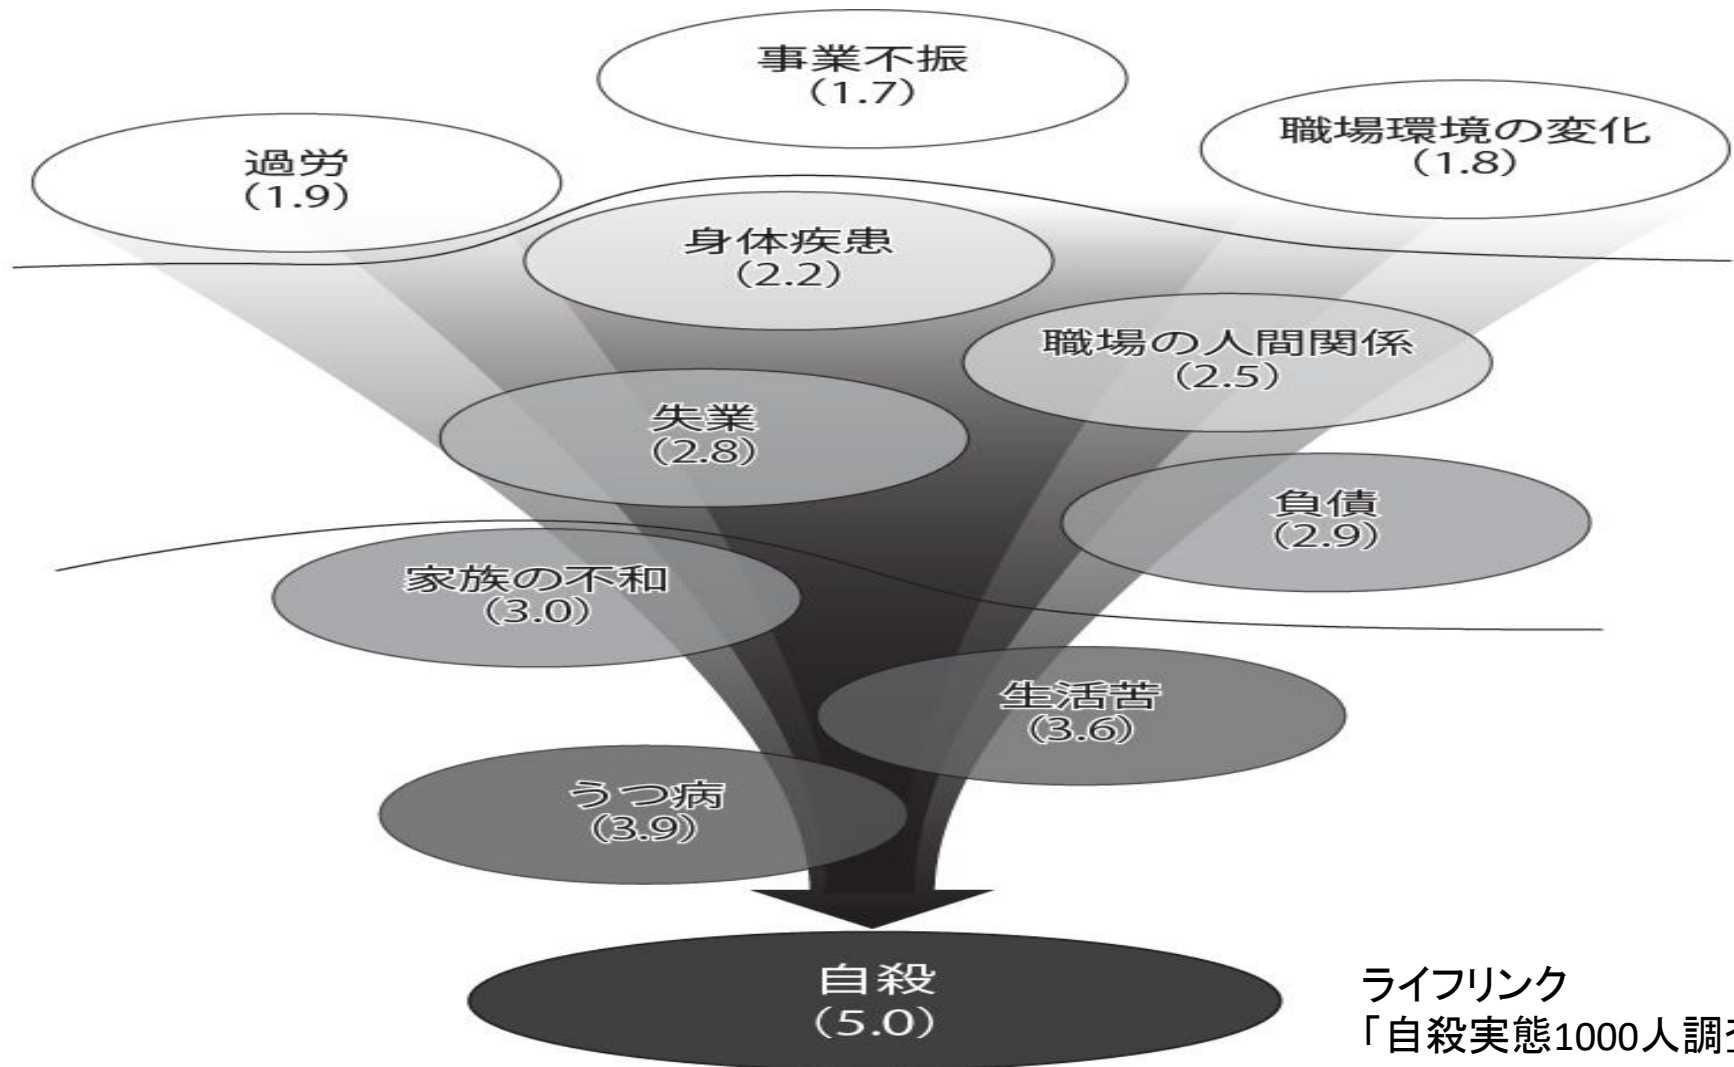 事業不振
(1.7)
職場環境の変化
(1.8)
過労
(1.9)
身体疾患
(2.2)
職場の人間関係
(2.5)
失業
(2.8)
負債
(2.9)
家族の不和
(3.0)
生活苦
(3.6)
うつ病
(3.9)
自殺
(5.0)
ライフリンク
「自殺実態1000人調